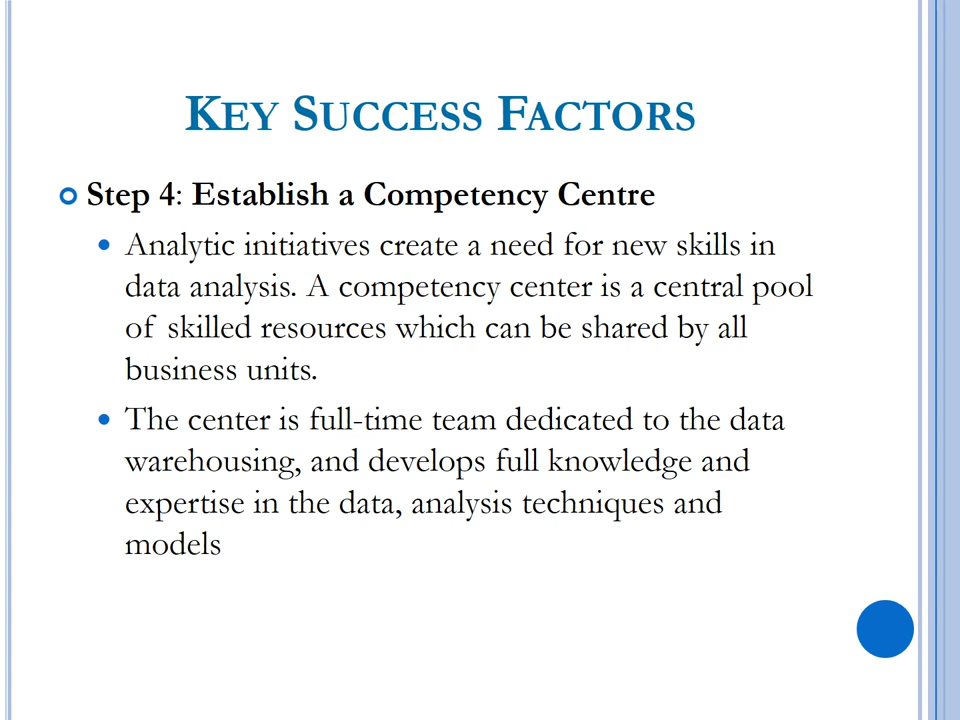 Key Success Factors
Step 4: Establish a Competency Centre
Analytic initiatives create a need for new skills in
data analysis. A competency center is a central pool
of skilled resources which can be shared by all
business units.
The center is full-time team dedicated to the data
warehousing, and develops full knowledge and
expertise in the data, analysis techniques and
models